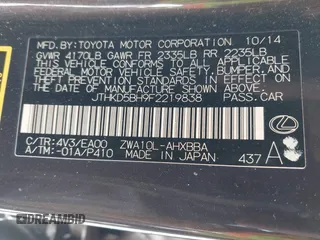 MFD. BY: TOYOTA MOTOR CORPORATION 10/14
GVWR 4170LB GAWR FR 2335LB RR 2235LB
THIS VEHICLE CONFORMS TO ALL APPLICABLE
FEDERAL MOTOR VEHICLE SAFETY, BUMPER, AND
THEFT PREVENTION STANDARDS IN EFFECT ON
THE DATE OF MANUFACTURE SHOWN ABOVE.
JTHKD5BH9F2219838 PASS.CAR
C/TR: 4V3/EA00 ZWA10L-AHXBBA
A/TM: -01A/P410 MADE IN JAPAN 437 A
DREAMBID